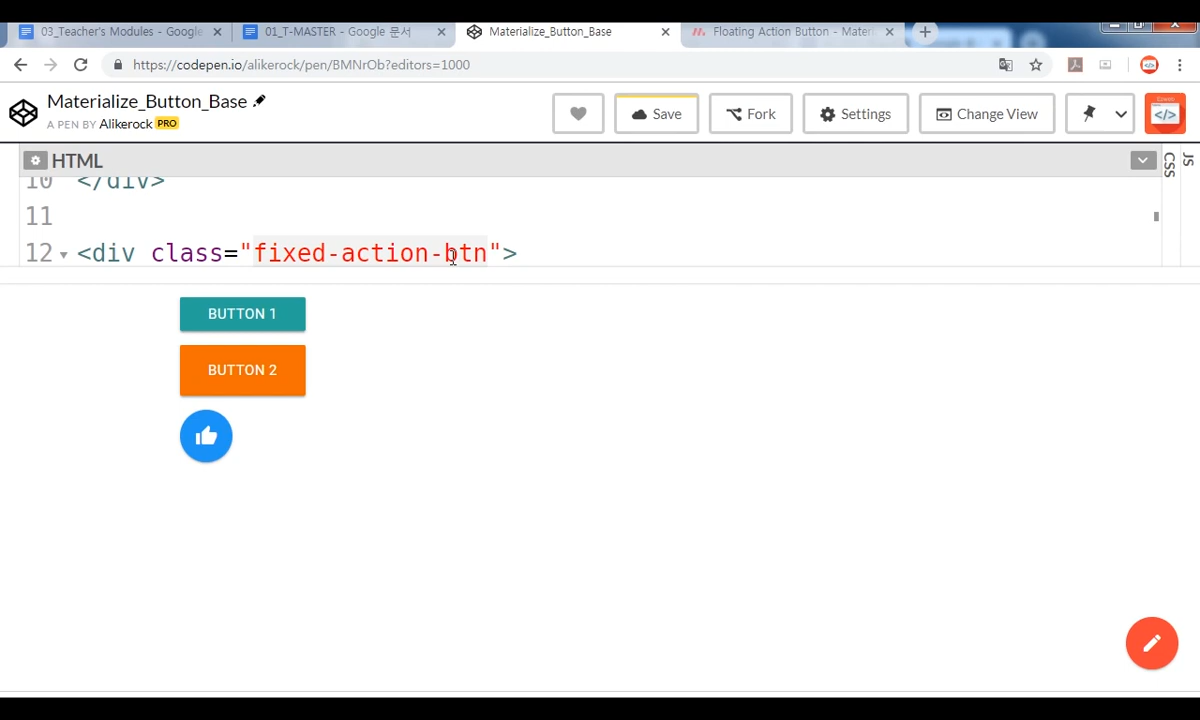 03_Teacher's Modules - Google
01_T-MASTER - Google 문서
Materialize_Button_Base
Floating Action Button - Materi
https://codepen.io/alikerock/pen/BMNrOb?editors=1000
Materialize_Button_Base
A PEN BY Alikerock PRO
Save
Fork
Settings
Change View
HTML
CSS
JS
10 </div>
11
12 <div class="fixed-action-btn">
BUTTON 1
BUTTON 2